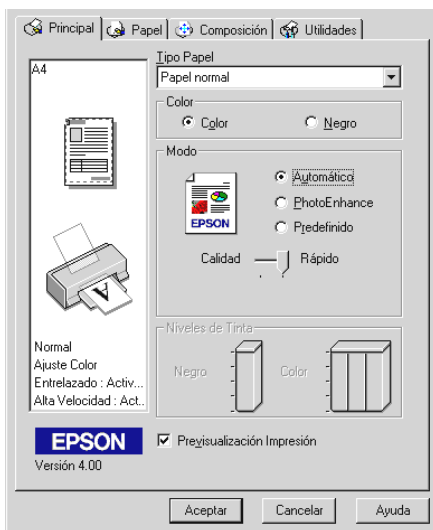 Principal Papel Composición Utilidades
A4
Tipo Papel
Papel normal
Color
Color Negro
Modo
Automático
PhotoEnhance
Predefinido
EPSON
Calidad Rápido
Niveles de Tinta
Negro Color
Normal
Ajuste Color
Entrelazado : Activ...
Alta Velocidad : Act..
EPSON
Versión 4.00
Previsualización Impresión
Aceptar Cancelar Ayuda